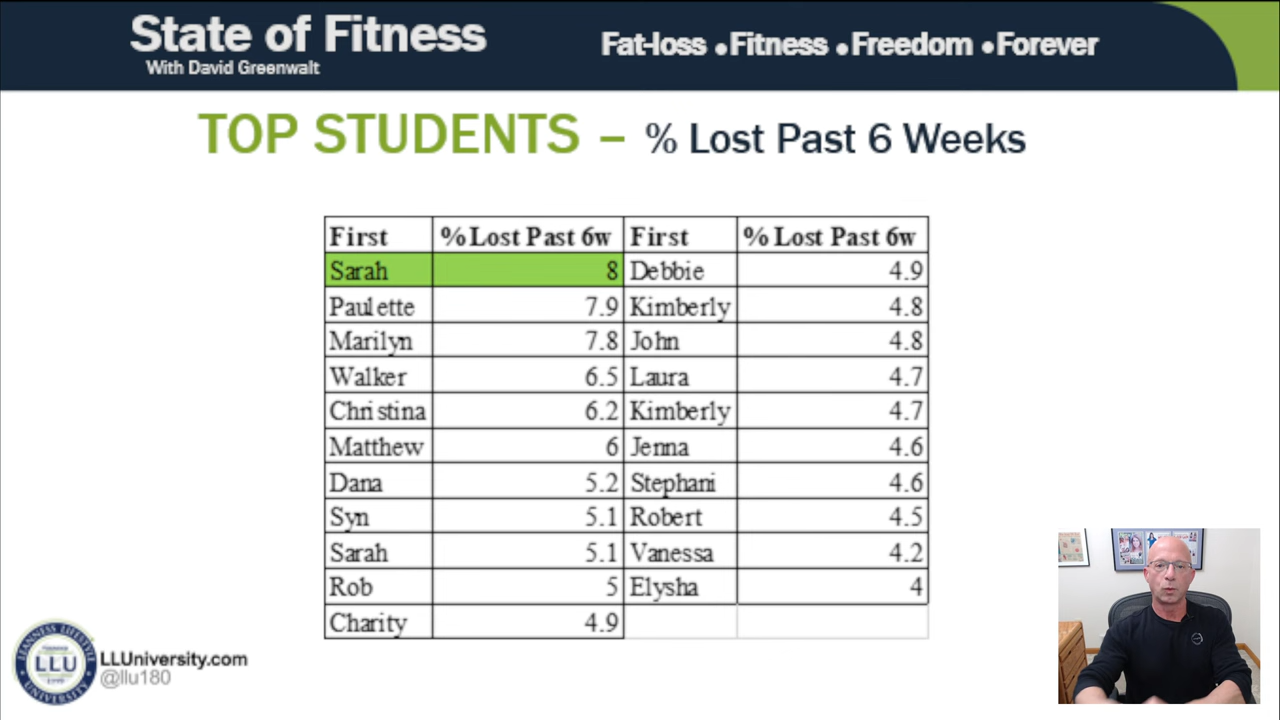 State of Fitness
With David Greenwalt
Fat-loss •Fitness •Freedom •Forever
TOP STUDENTS – % Lost Past 6 Weeks
First % Lost Past 6w First % Lost Past 6w
Sarah 8 Debbie 4.9
Paulette 7.9 Kimberly 4.8
Marilyn 7.8 John 4.8
Walker 6.5 Laura 4.7
Christina 6.2 Kimberly 4.7
Matthew 6 Jenna 4.6
Dana 5.2 Stephani 4.6
Syn 5.1 Robert 4.5
Sarah 5.1 Vanessa 4.2
Rob 5 Elysha 4
Charity 4.9
LEANNESS LIFESTYLE
LLU
UNIVERSITY
LLUniversity.com
@llu180